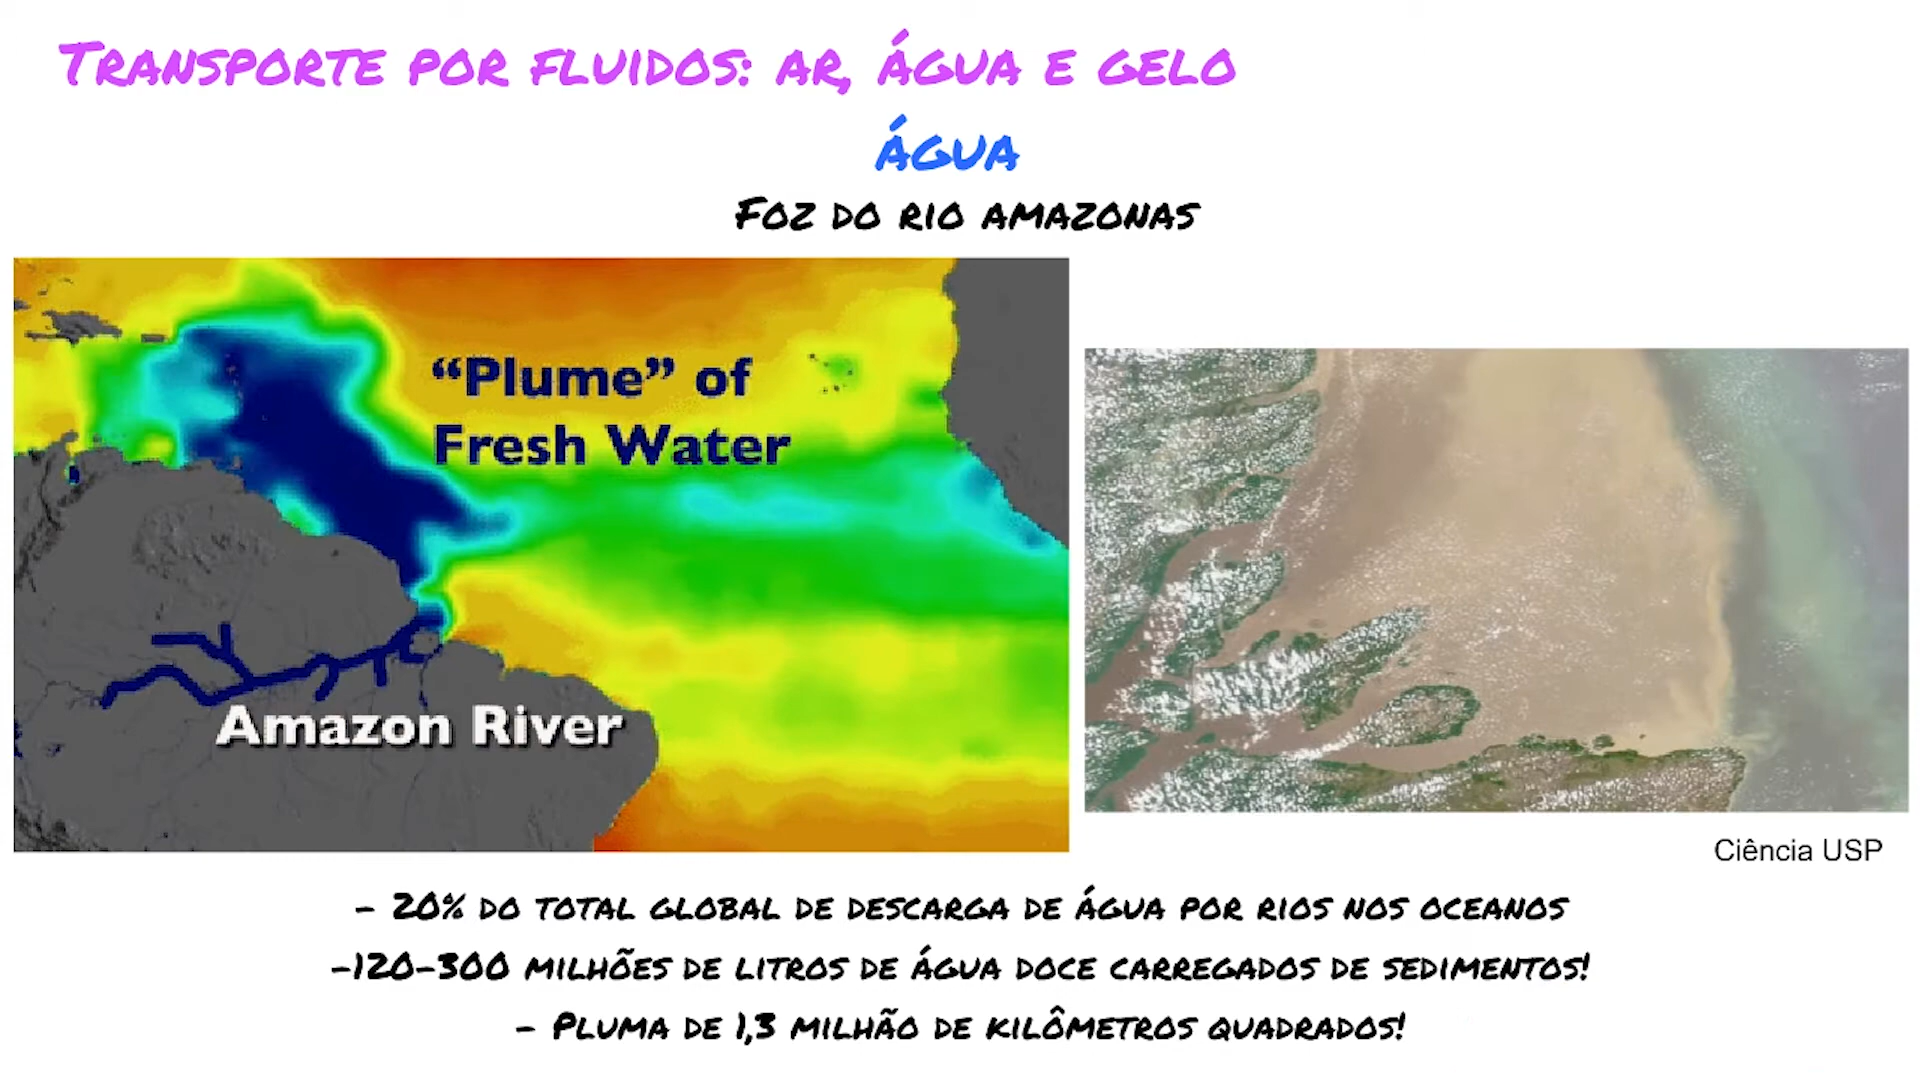 Transporte por fluidos: ar, água e gelo
água
Foz do rio amazonas
“Plume” of
Fresh Water
Amazon River
Ciência USP
- 20% do total global de descarga de água por rios nos oceanos
-120-300 milhões de litros de água doce carregados de sedimentos!
- Pluma de 1,3 milhão de kilômetros quadrados!